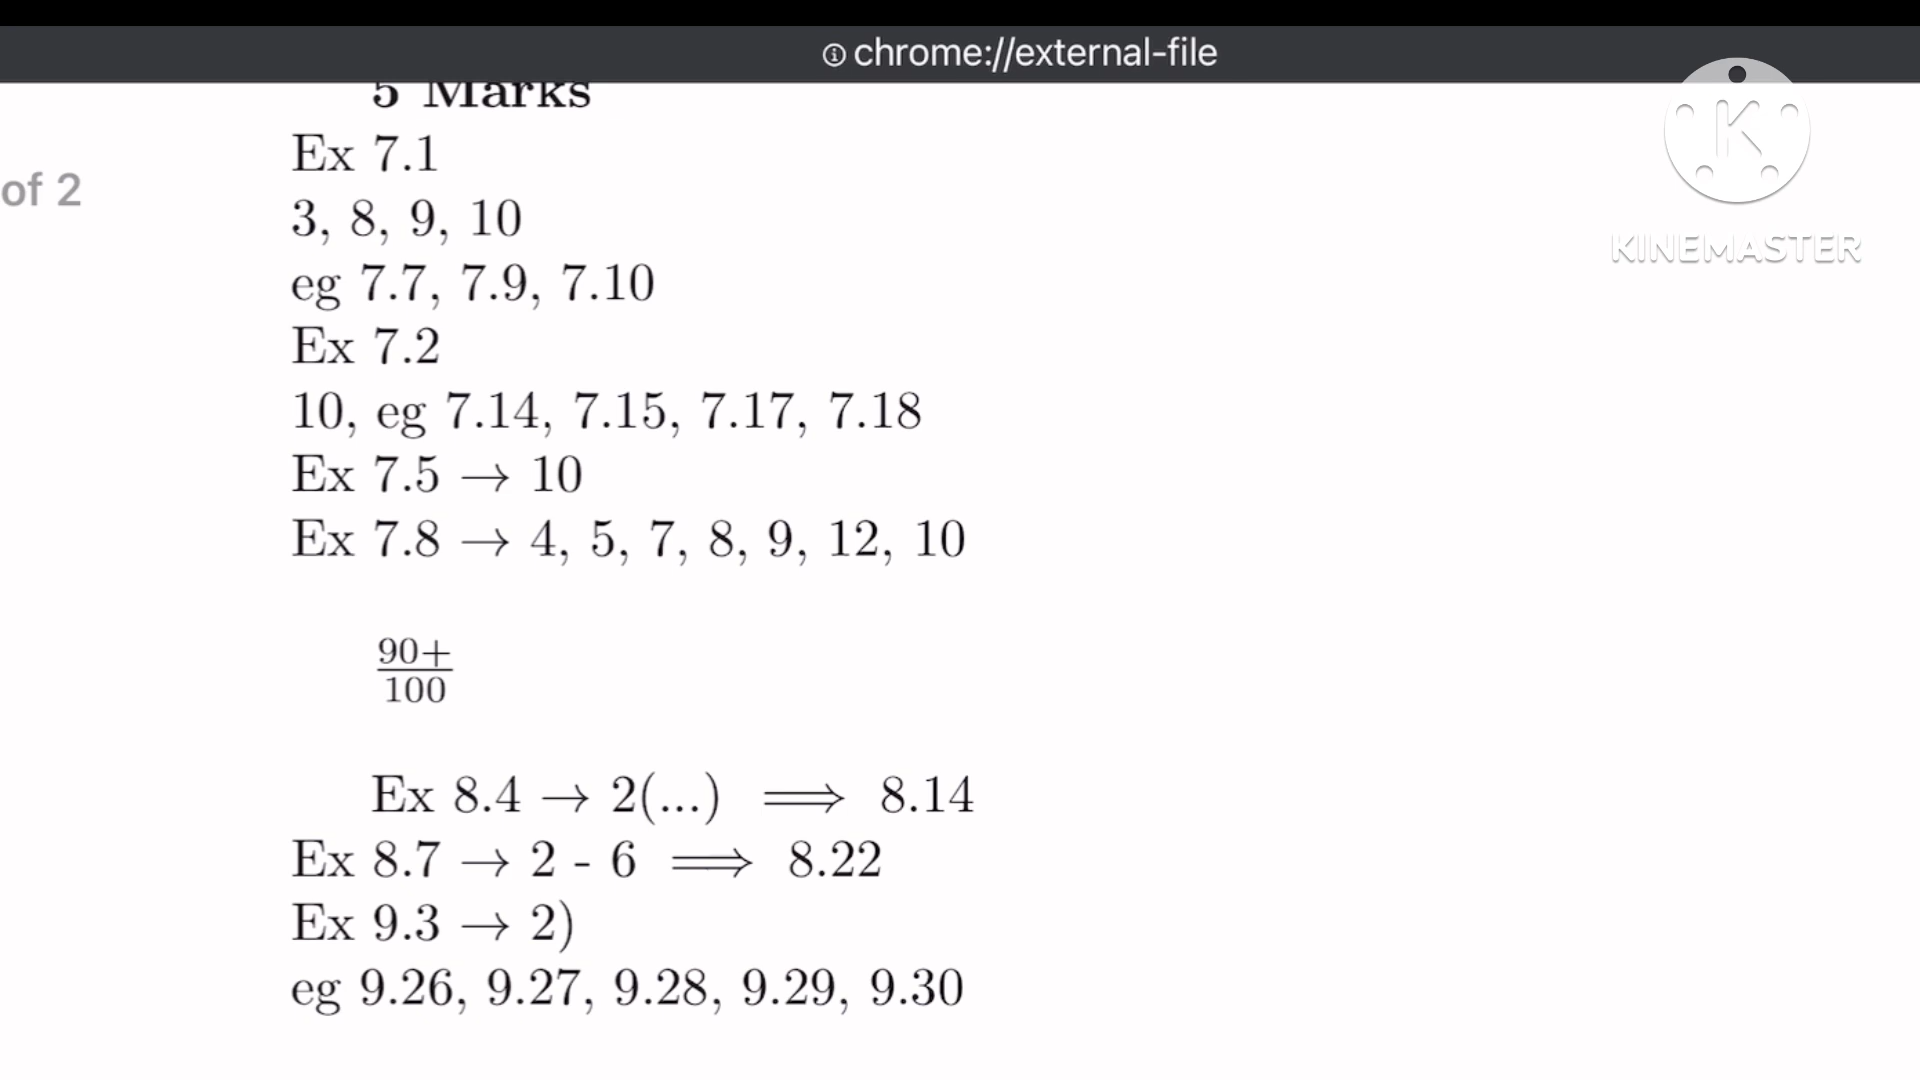 chrome://external-file
5 Marks
Ex 7.1
of 2
3, 8, 9, 10
eg 7.7, 7.9, 7.10
Ex 7.2
10, eg 7.14, 7.15, 7.17, 7.18
Ex 7.5 → 10
Ex 7.8 → 4, 5, 7, 8, 9, 12, 10
90+
100
Ex 8.4 → 2(...) ⟹ 8.14
Ex 8.7 → 2 - 6 ⟹ 8.22
Ex 9.3 → 2)
eg 9.26, 9.27, 9.28, 9.29, 9.30
K
KINEMASTER